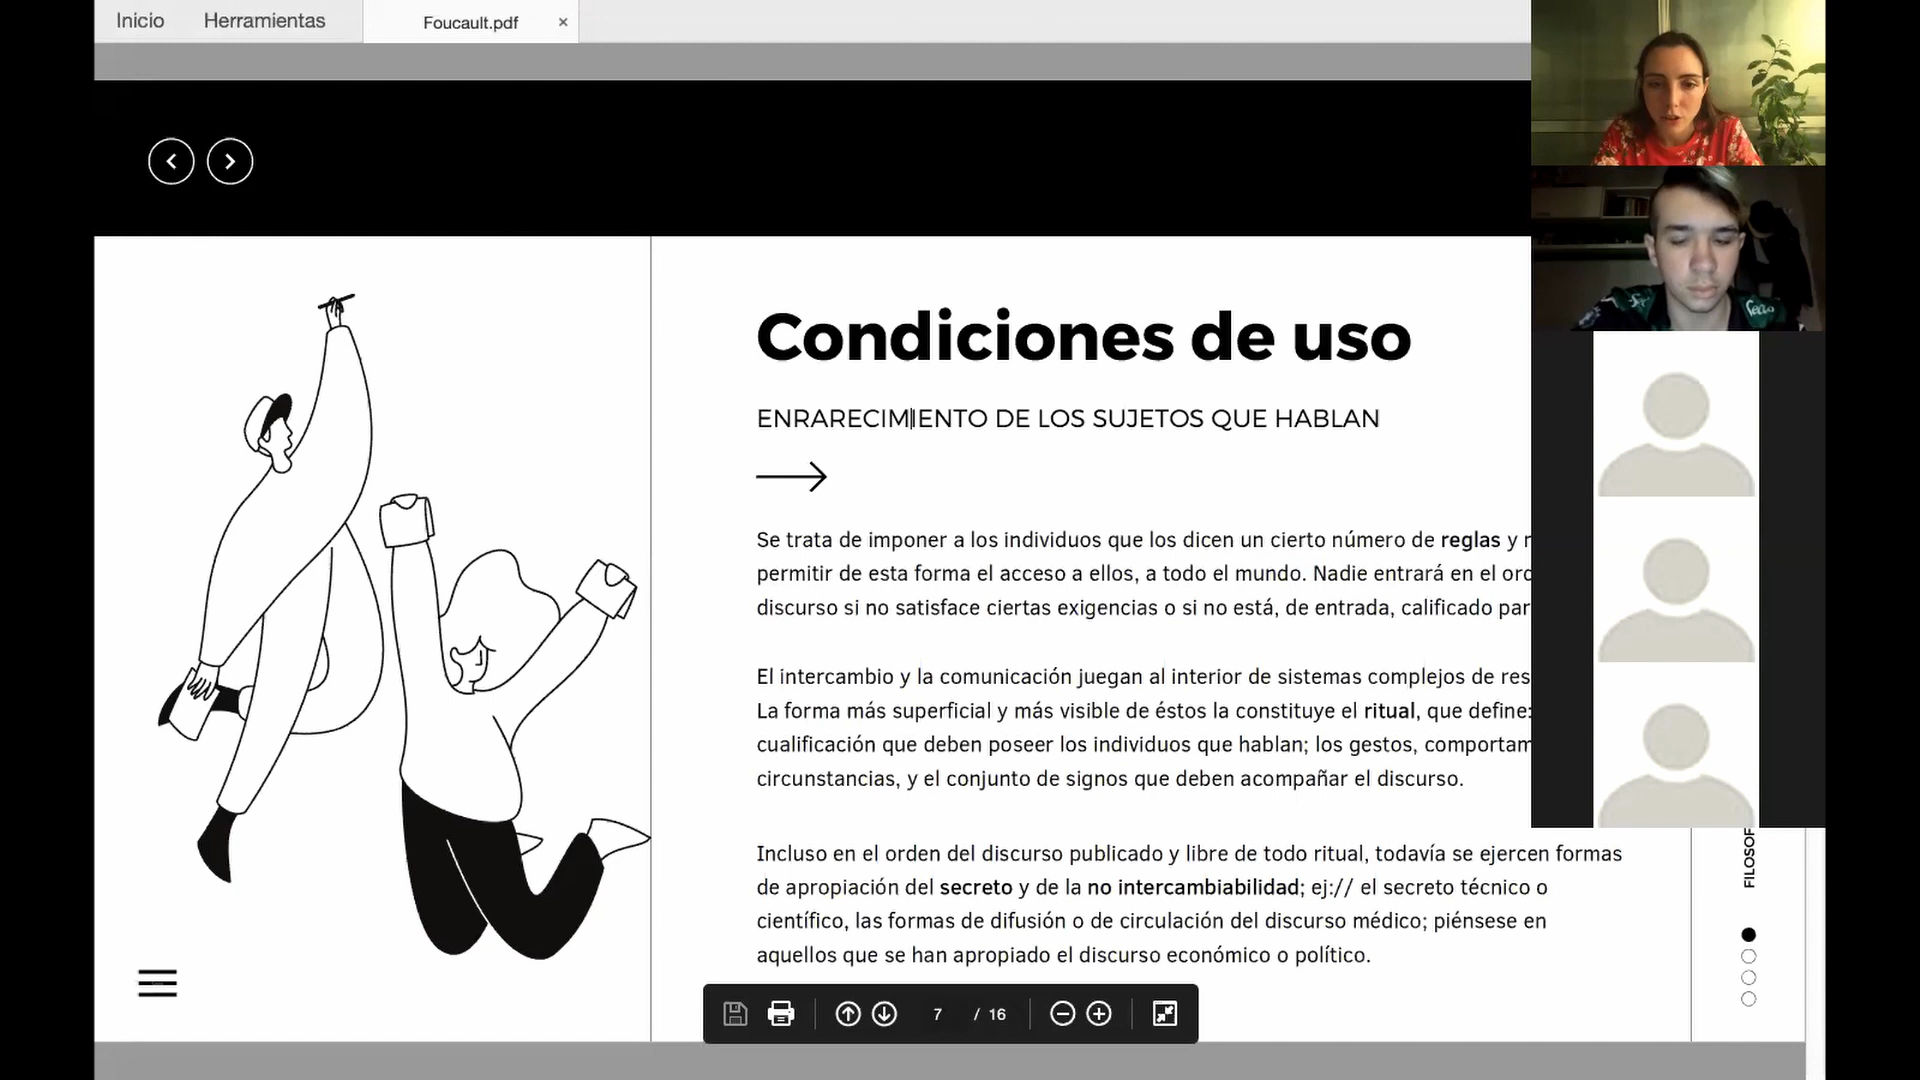 Inicio Herramientas Foucault.pdf
Condiciones de uso
ENRARECIMIENTO DE LOS SUJETOS QUE HABLAN
Se trata de imponer a los individuos que los dicen un cierto número de reglas y
permitir de esta forma el acceso a ellos, a todo el mundo. Nadie entrará en el
discurso si no satisface ciertas exigencias o si no está, de entrada, calificado
El intercambio y la comunicación juegan al interior de sistemas complejos de
La forma más superficial y más visible de éstos la constituye el ritual, que define:
cualificación que deben poseer los individuos que hablan; los gestos,
circunstancias, y el conjunto de signos que deben acompañar el discurso.
Incluso en el orden del discurso publicado y libre de todo ritual, todavía se ejercen formas
de apropiación del secreto y de la no intercambiabilidad; ej:// el secreto técnico o
científico, las formas de difusión o de circulación del discurso médico; piénsese en
aquellos que se han apropiado el discurso económico o político.
7 / 16